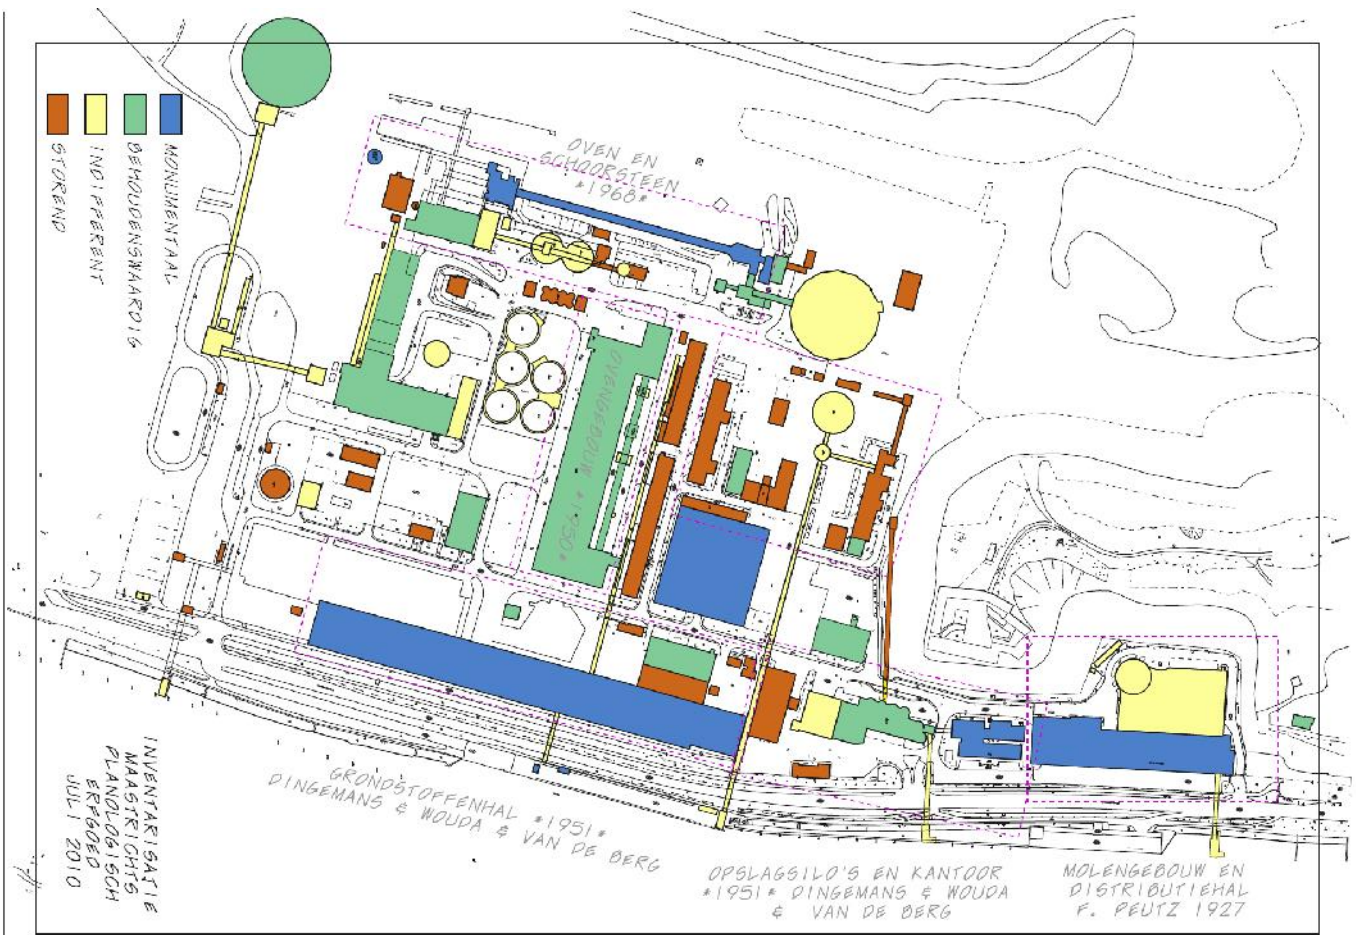 MONUMENTAAL
BEHOUDENSWAARDIG
INDIFFERENT
STOREND
OVEN EN
SCHOORSTEEN
*1968*
OVENGEBOUW * 1950*
GRONDSTOFFENHAL *1951*
DINGEMANS & WOUDA & VAN DE BERG
OPSLAGSILO'S EN KANTOOR
*1951* DINGEMANS & WOUDA
& VAN DE BERG
MOLENGEBOUW EN
DISTRIBUTIEHAL
F. PEUTZ 1927
INVENTARISATIE
MAASTRICHTS
PLANOLOGISCH
ERFGOED
JULI 2010